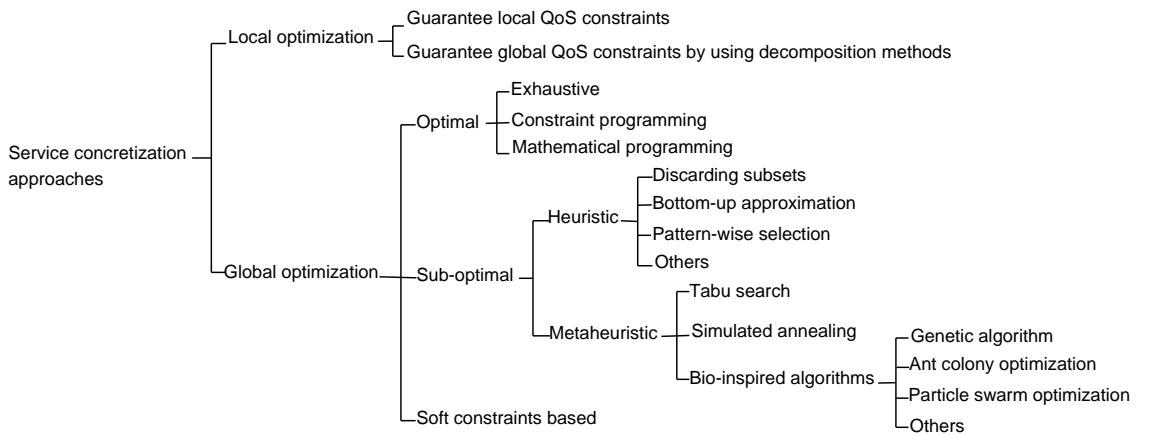 Guarantee local QoS constraints
Local optimization
Guarantee global QoS constraints by using decomposition methods
Exhaustive
Optimal
Constraint programming
Mathematical programming
Service concretization
approaches
Discarding subsets
Bottom-up approximation
Heuristic
Pattern-wise selection
Others
Global optimization
Sub-optimal
Tabu search
Metaheuristic
Simulated annealing
Genetic algorithm
Ant colony optimization
Bio-inspired algorithms
Particle swarm optimization
Others
Soft constraints based